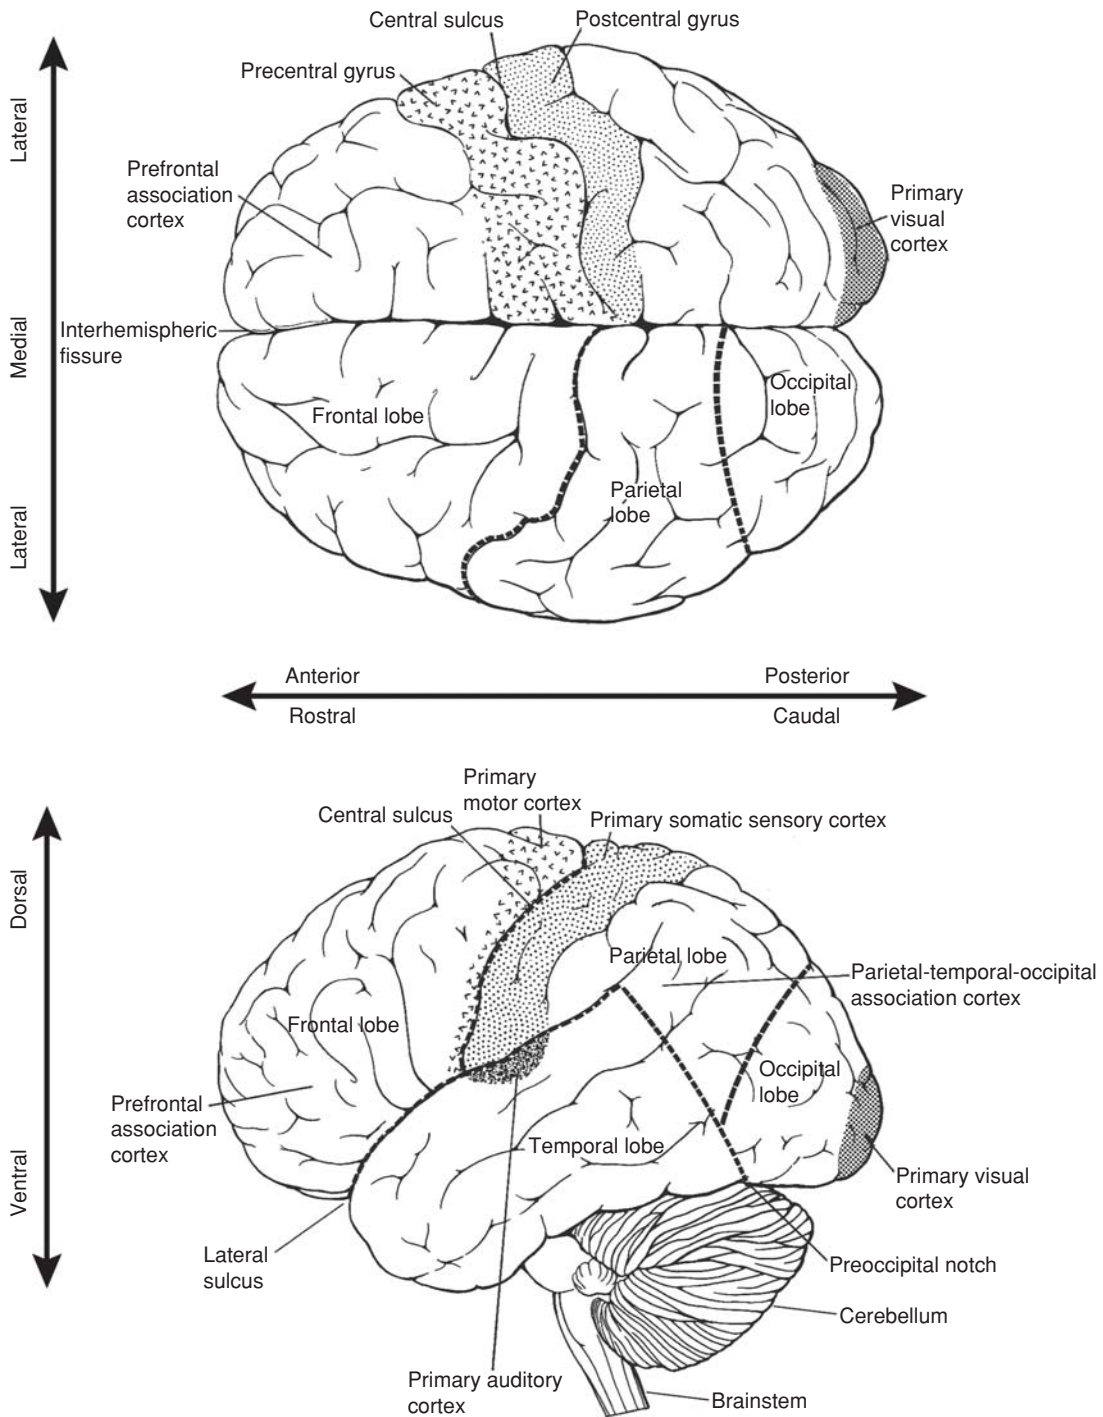 Central sulcus
Postcentral gyrus
Precentral gyrus
Lateral
Prefrontal
association
cortex
Primary
visual
cortex
Medial
Interhemispheric
fissure
Frontal lobe
Occipital
lobe
Parietal
lobe
Lateral
Anterior
Posterior
Rostral
Caudal
Primary
motor cortex
Central sulcus
Primary somatic sensory cortex
Dorsal
Parietal lobe
Parietal-temporal-occipital
association cortex
Frontal lobe
Occipital
lobe
Prefrontal
association
cortex
Temporal lobe
Ventral
Primary visual
cortex
Lateral
sulcus
Preoccipital notch
Cerebellum
Primary auditory
cortex
Brainstem